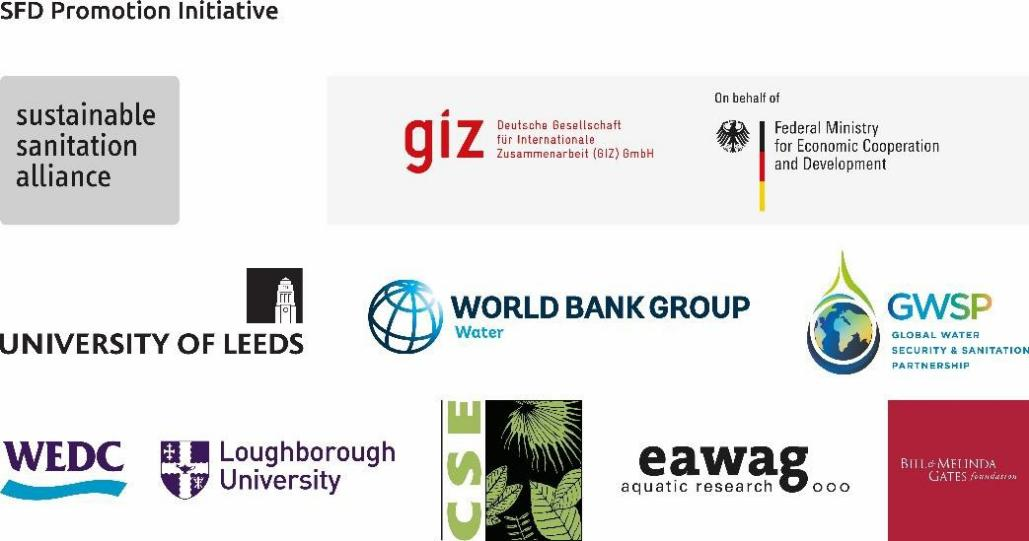 SFD Promotion Initiative
sustainable
sanitation
alliance
giz
Deutsche Gesellschaft
für Internationale
Zusammenarbeit (GIZ) GmbH
On behalf of
Federal Ministry
for Economic Cooperation
and Development
UNIVERSITY OF LEEDS
WORLD BANK GROUP
Water
GWSP
GLOBAL WATER
SECURITY & SANITATION
PARTNERSHIP
WEDC
Loughborough
University
CSE
eawag
aquatic research
BILL & MELINDA
GATES foundation